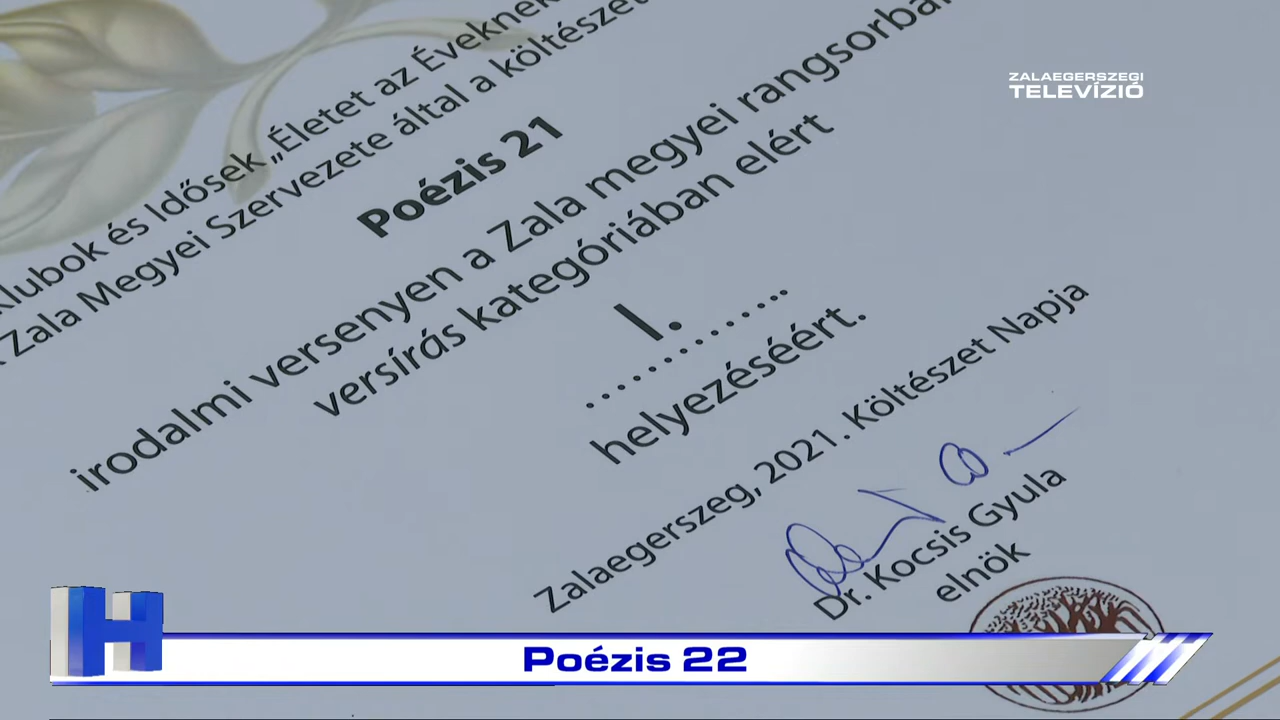 ZALAEGERSZEGI
TELEVÍZIÓ
Klubok és Idősek „Életet az Éveknek
Zala Megyei Szervezete által a költészet
Poézis 21
irodalmi versenyen a Zala megyei rangsorban
versírás kategóriában elért
I.
helyezéséért.
Zalaegerszeg, 2021. Költészet Napja
Dr. Kocsis Gyula
elnök
H
Poézis 22